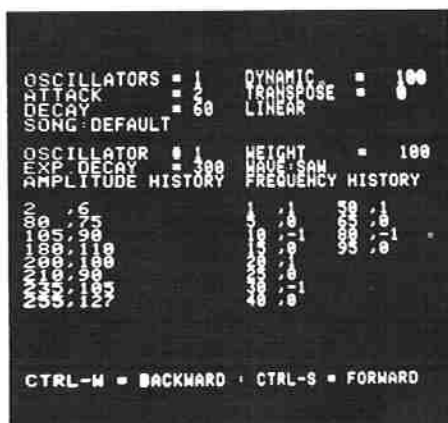 OSCILLATORS = 1 DYNAMIC = 100
ATTACK = 2 TRANSPOSE = 0
DECAY = 60 LINEAR
SONG:DEFAULT
OSCILLATOR # 1 HEIGHT = 100
EXP. DECAY = 300 WAVE:SAW
AMPLITUDE HISTORY FREQUENCY HISTORY
2 ,6 1 ,1 50 ,1
80 ,75 5 ,0 65 ,0
105,90 10 ,-1 80 ,-1
180,110 15 ,0 95 ,0
200,100 20 ,1
210,90 25 ,0
235,105 30 ,-1
255,127 40 ,0
CTRL-W = BACKWARD : CTRL-S = FORWARD